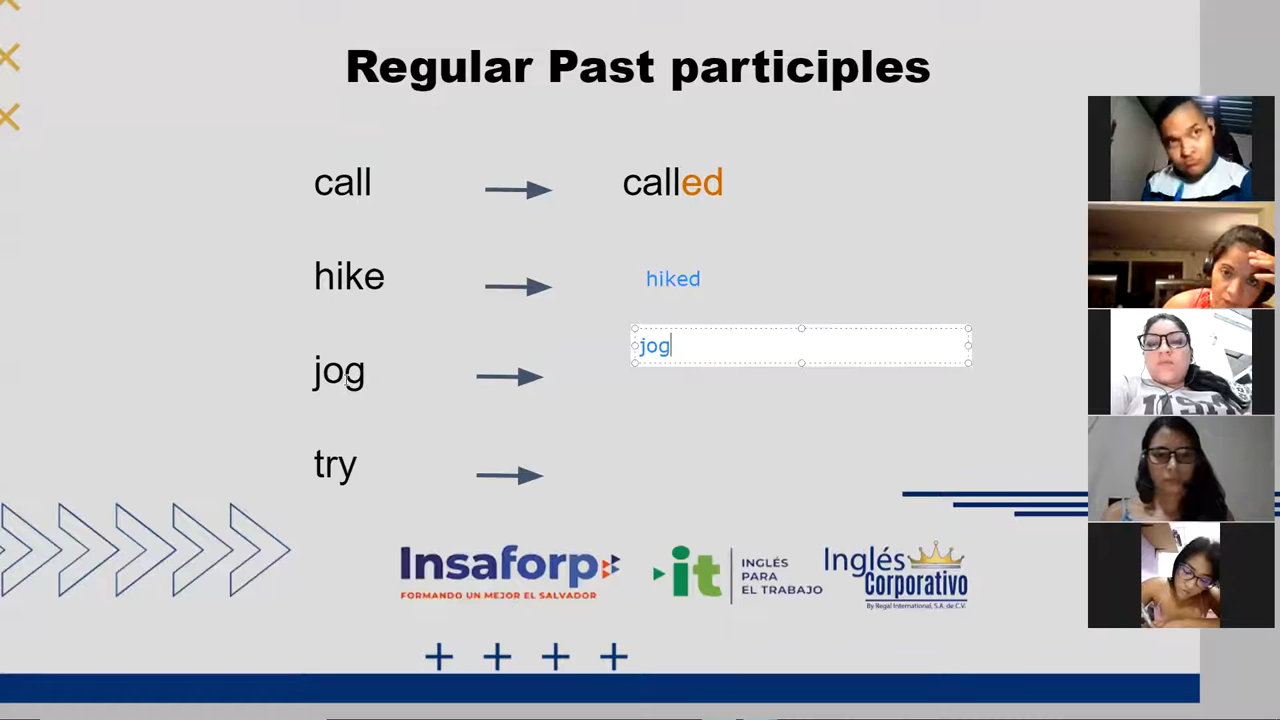 Regular Past participles
call called
hike hiked
jog jog
try
Insaforp
FORMANDO UN MEJOR EL SALVADOR
it
INGLÉS
PARA
EL TRABAJO
Inglés
Corporativo
By Regal International, S.A. de C.V.